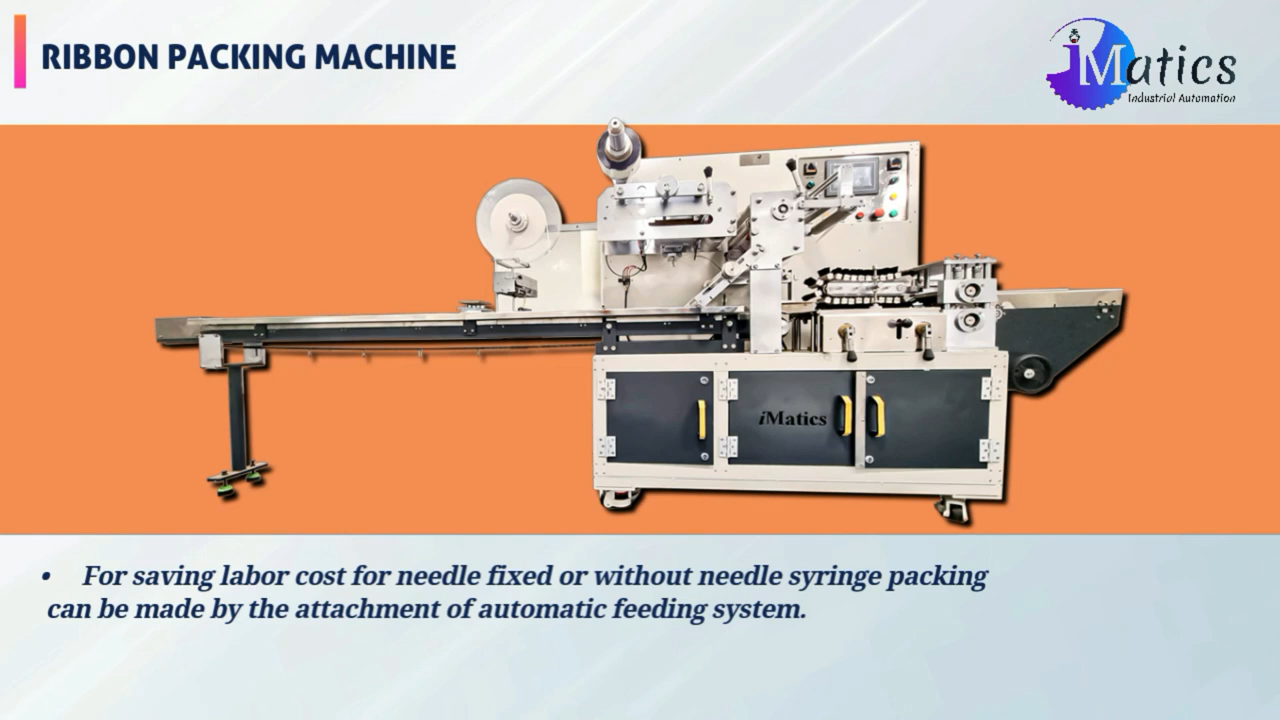 RIBBON PACKING MACHINE
iMatics
Industrial Automation
iMatics
• For saving labor cost for needle fixed or without needle syringe packing
can be made by the attachment of automatic feeding system.